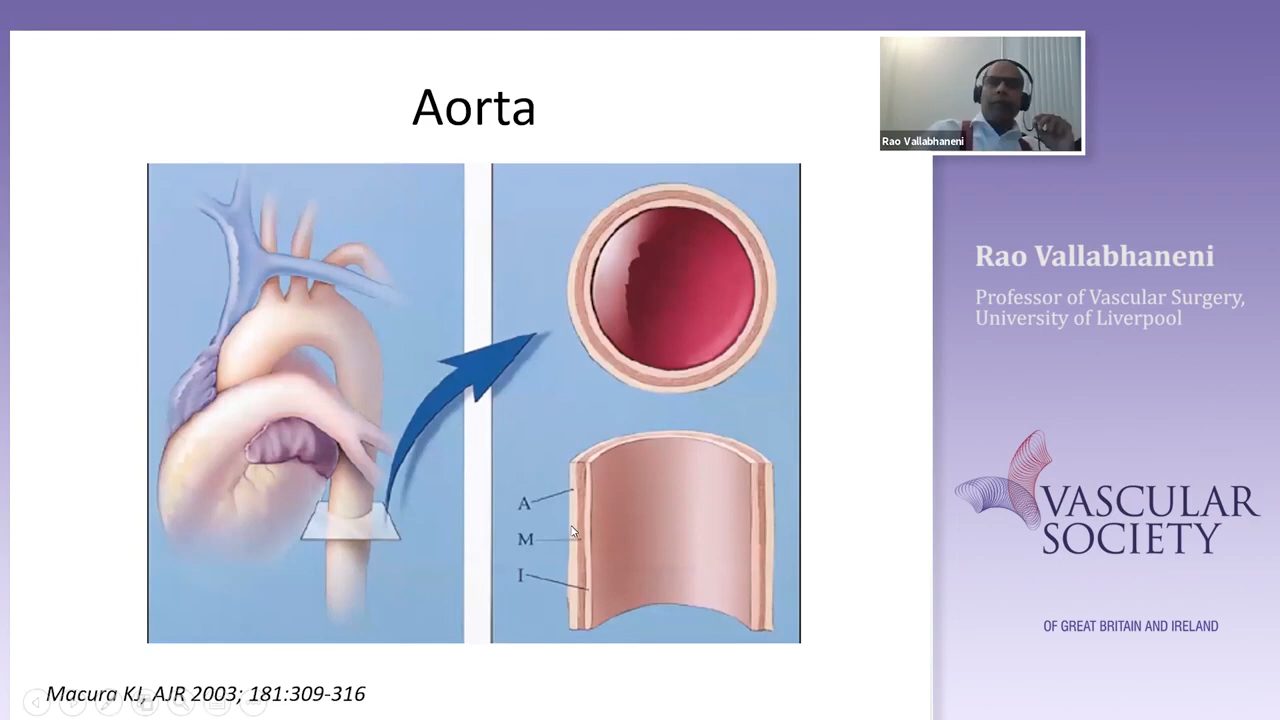 Aorta
Rao Vallabhaneni
A
M
I
Macura KJ, AJR 2003; 181:309-316
Rao Vallabhaneni
Professor of Vascular Surgery,
University of Liverpool
VASCULAR
SOCIETY
OF GREAT BRITAIN AND IRELAND